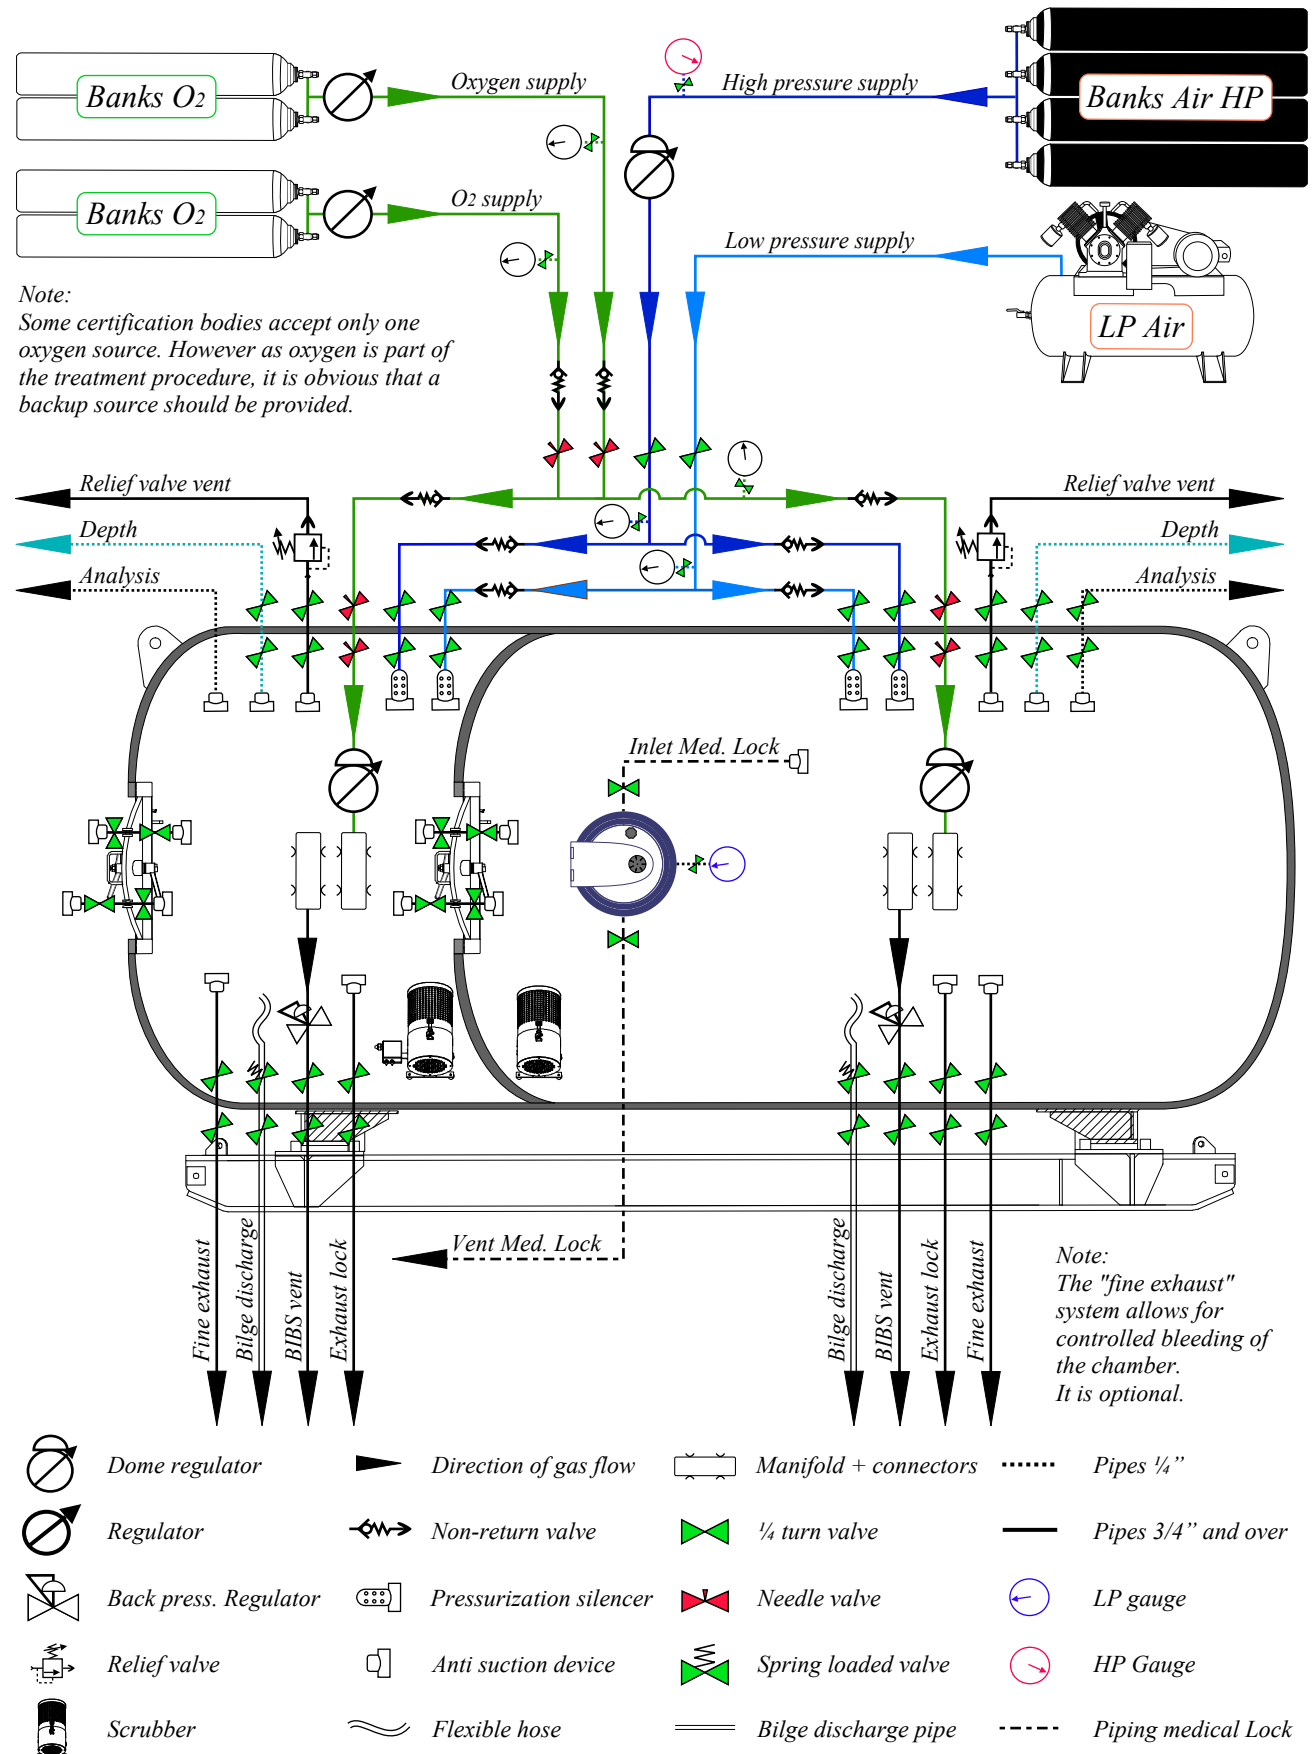 Banks O2
Oxygen supply
High pressure supply
Banks Air HP
Banks O2
O2 supply
Low pressure supply
LP Air
Note:
Some certification bodies accept only one
oxygen source. However as oxygen is part of
the treatment procedure, it is obvious that a
backup source should be provided.
Relief valve vent
Relief valve vent
Depth
Depth
Analysis
Analysis
Inlet Med. Lock
Vent Med. Lock
Fine exhaust
Bilge discharge
BIBS vent
Exhaust lock
Bilge discharge
BIBS vent
Exhaust lock
Fine exhaust
Note:
The "fine exhaust"
system allows for
controlled bleeding of
the chamber.
It is optional.
Dome regulator
Direction of gas flow
Manifold + connectors
Pipes ¼”
Regulator
Non-return valve
¼ turn valve
Pipes 3/4” and over
Back press. Regulator
Pressurization silencer
Needle valve
LP gauge
Relief valve
Anti suction device
Spring loaded valve
HP Gauge
Scrubber
Flexible hose
Bilge discharge pipe
Piping medical Lock